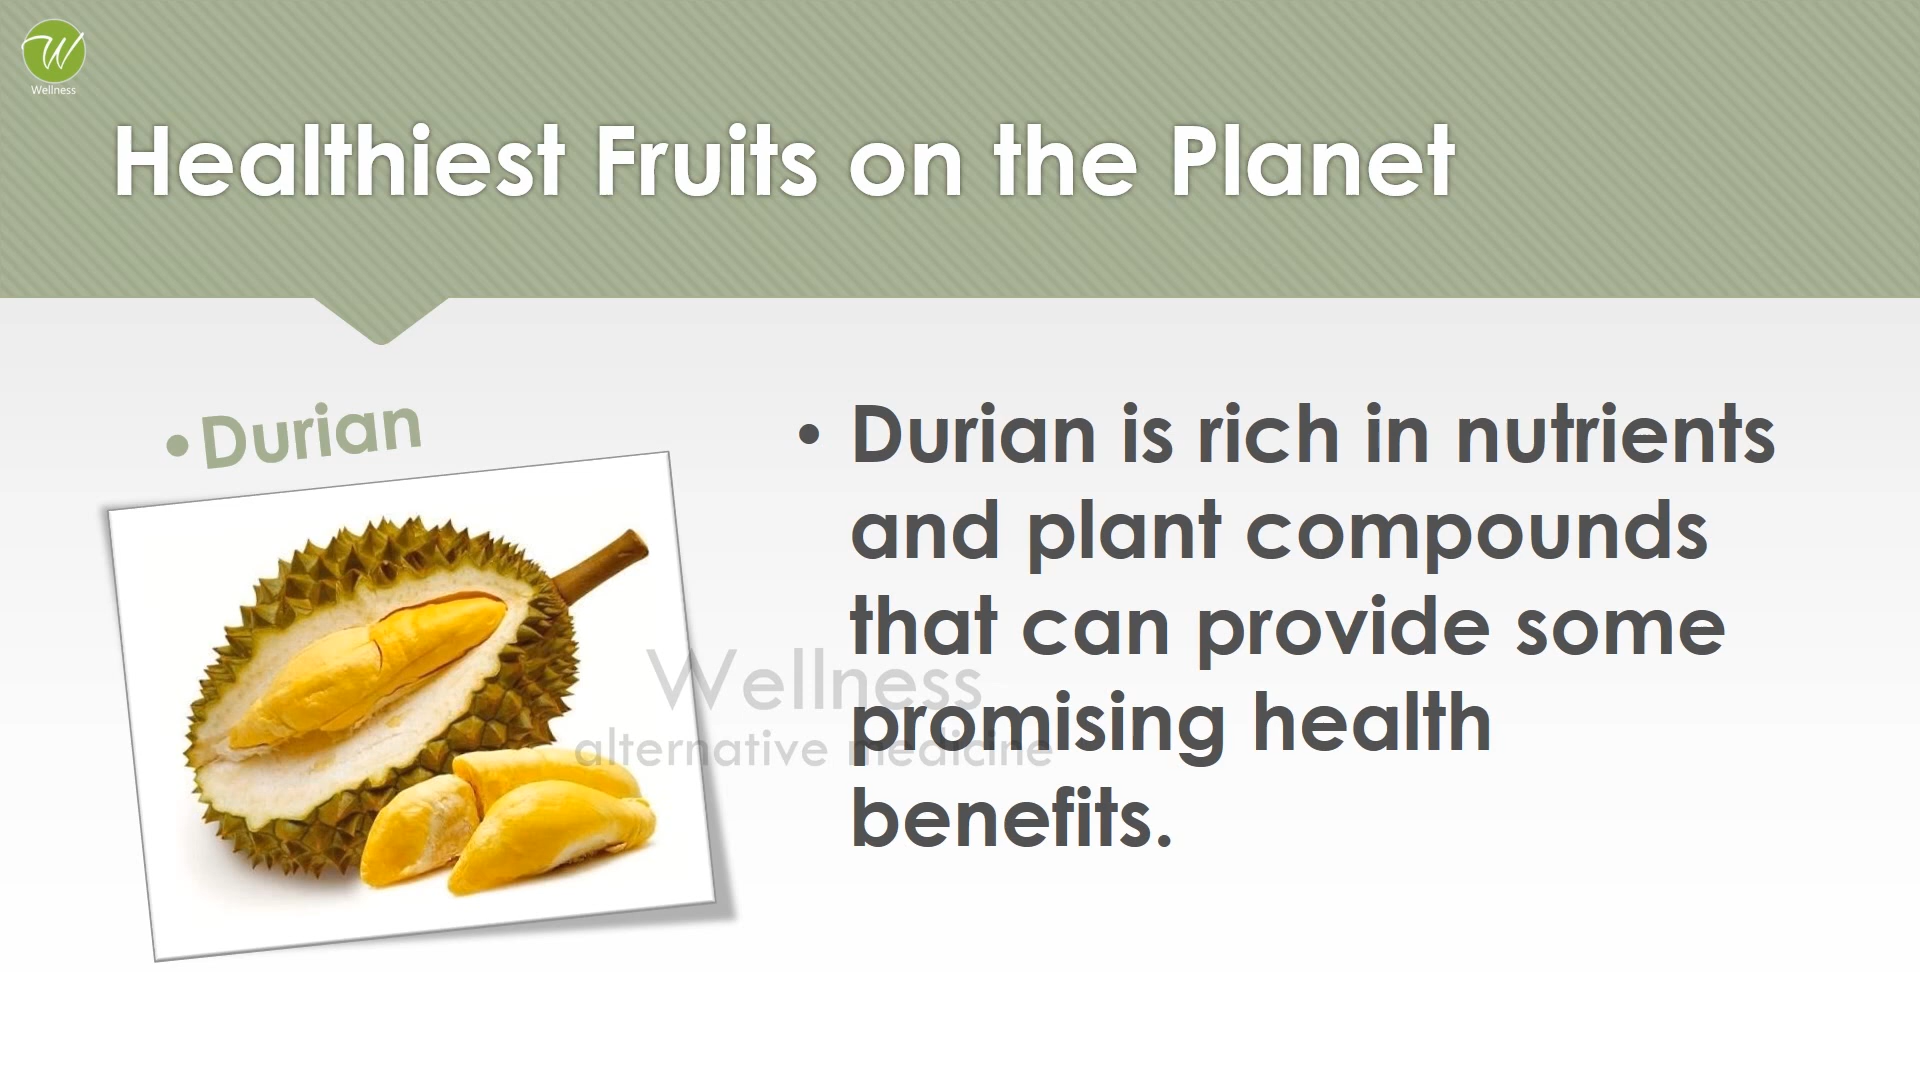 Wellness
Healthiest Fruits on the Planet
•Durian
• Durian is rich in nutrients
and plant compounds
that can provide some
promising health
benefits.
Wellness
alternative medicine